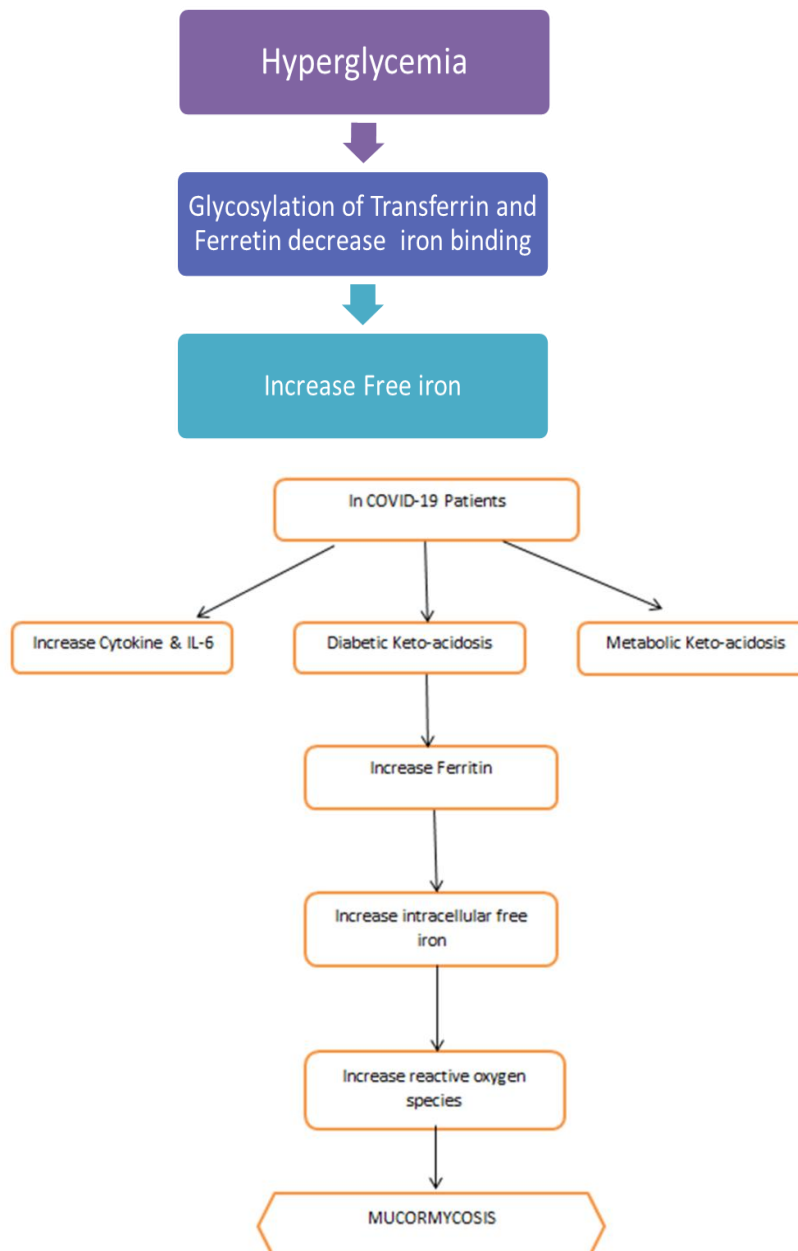 Hyperglycemia
Glycosylation of Transferrin and
Ferretin decrease iron binding
Increase Free iron
In COVID-19 Patients
Increase Cytokine & IL-6
Diabetic Keto-acidosis
Metabolic Keto-acidosis
Increase Ferritin
Increase intracellular free
iron
Increase reactive oxygen
species
MUCORMYCOSIS